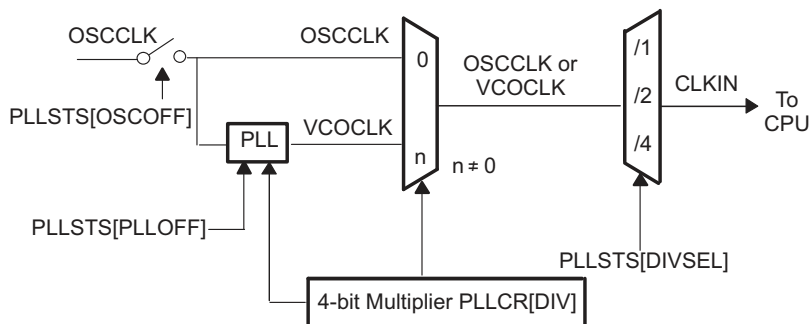 OSCCLK
OSCCLK
0
/1
OSCCLK or
VCOCLK
/2
CLKIN
To
CPU
PLLSTS[OSCOFF]
PLL
VCOCLK
n
n ≠ 0
/4
PLLSTS[PLLOFF]
PLLSTS[DIVSEL]
4-bit Multiplier PLLCR[DIV]